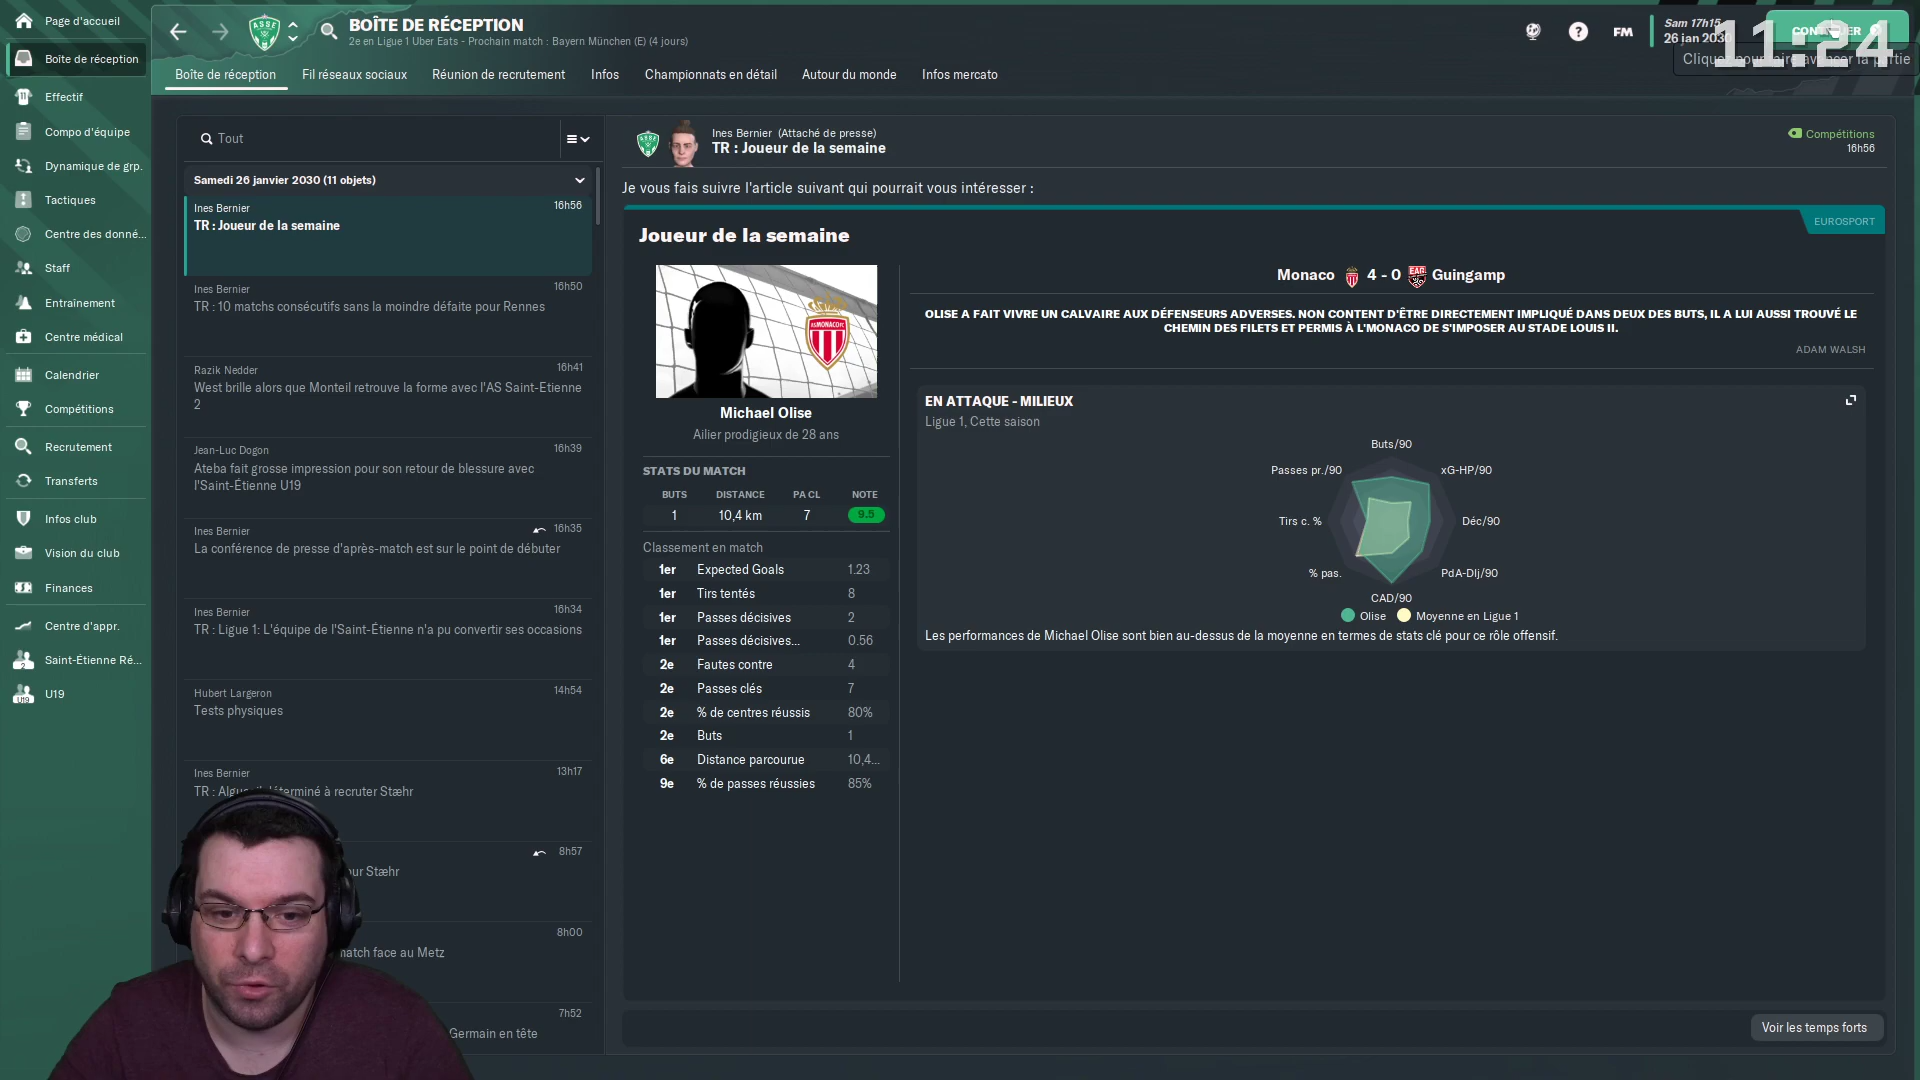 Page d'accueil
Boîte de réception
Effectif
Compo d'équipe
Dynamique de grp.
Tactiques
Centre des donné...
Staff
Entraînement
Centre médical
Calendrier
Compétitions
Recrutement
Transferts
Infos club
Vision du club
Finances
Centre d'appr.
Saint-Étienne Ré...
U19
BOÎTE DE RÉCEPTION
2e en Ligue 1 Uber Eats - Prochain match : Bayern München (E) (4 jours)
FM
Sam 17h15
26 jan 2030
11:24
Boîte de réception
Fil réseaux sociaux
Réunion de recrutement
Infos
Championnats en détail
Autour du monde
Infos mercato
Tout
Samedi 26 janvier 2030 (11 objets)
Ines Bernier 16h56
TR : Joueur de la semaine
Ines Bernier 16h50
TR : 10 matchs consécutifs sans la moindre défaite pour Rennes
Razik Nedder 16h41
West brille alors que Monteil retrouve la forme avec l'AS Saint-Etienne
2
Jean-Luc Dogon 16h39
Ateba fait grosse impression pour son retour de blessure avec
l'Saint-Étienne U19
Ines Bernier 16h35
La conférence de presse d'après-match est sur le point de débuter
Ines Bernier 16h34
TR : Ligue 1: L'équipe de l'Saint-Étienne n'a pu convertir ses occasions
Hubert Largeron 14h54
Tests physiques
Ines Bernier 13h17
TR : déterminé à recruter Stæhr
8h57
our Stæhr
8h00
match face au Metz
7h52
Germain en tête
Ines Bernier (Attaché de presse)
TR : Joueur de la semaine
Compétitions
16h56
Je vous fais suivre l'article suivant qui pourrait vous intéresser :
EUROSPORT
Joueur de la semaine
Michael Olise
Ailier prodigieux de 28 ans
STATS DU MATCH
BUTS DISTANCE PA CL NOTE
1 10,4 km 7 9.5
Classement en match
1er Expected Goals 1.23
1er Tirs tentés 8
1er Passes décisives 2
1er Passes décisives... 0.56
2e Fautes contre 4
2e Passes clés 7
2e % de centres réussis 80%
2e Buts 1
6e Distance parcourue 10,4...
9e % de passes réussies 85%
Monaco 4 - 0 Guingamp
OLISE A FAIT VIVRE UN CALVAIRE AUX DÉFENSEURS ADVERSES. NON CONTENT D'ÊTRE DIRECTEMENT IMPLIQUÉ DANS DEUX DES BUTS, IL A LUI AUSSI TROUVÉ LE
CHEMIN DES FILETS ET PERMIS À L'MONACO DE S'IMPOSER AU STADE LOUIS II.
ADAM WALSH
EN ATTAQUE - MILIEUX
Ligue 1, Cette saison
Buts/90
Passes pr./90
xG-HP/90
Tirs c. %
Déc/90
% pas.
PdA-DIj/90
CAD/90
Olise
Moyenne en Ligue 1
Les performances de Michael Olise sont bien au-dessus de la moyenne en termes de stats clé pour ce rôle offensif.
Voir les temps forts